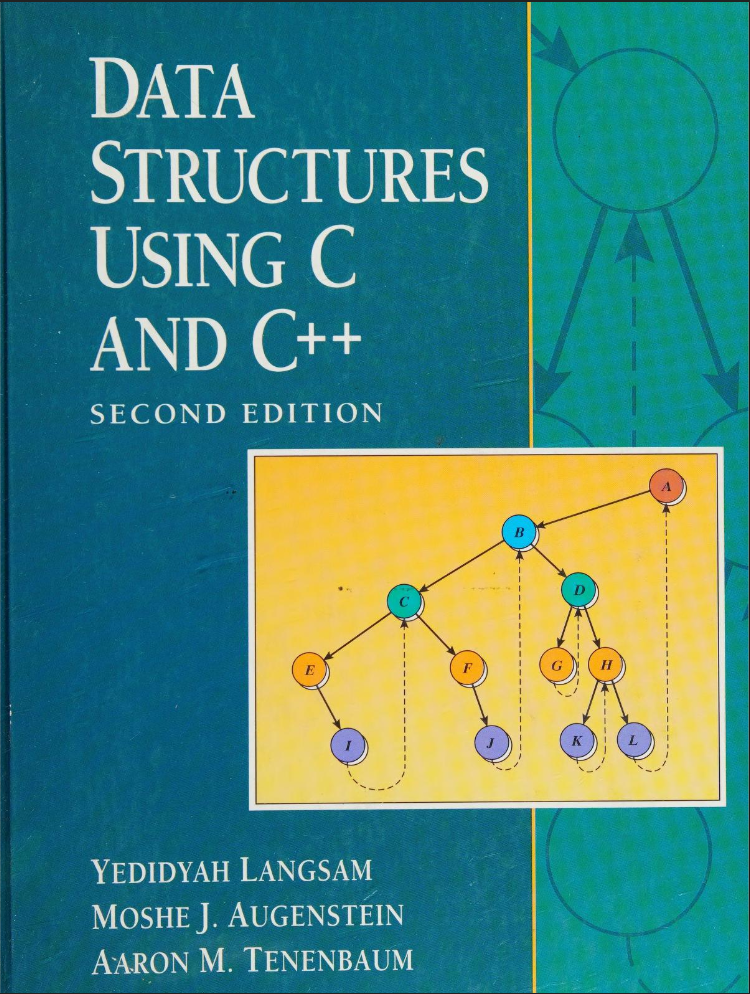 DATA
STRUCTURES
USING C
AND C++
SECOND EDITION
A
B
C
D
E
F
G
H
I
J
K
L
YEDIDYAH LANGSAM
MOSHE J. AUGENSTEIN
AARON M. TENENBAUM